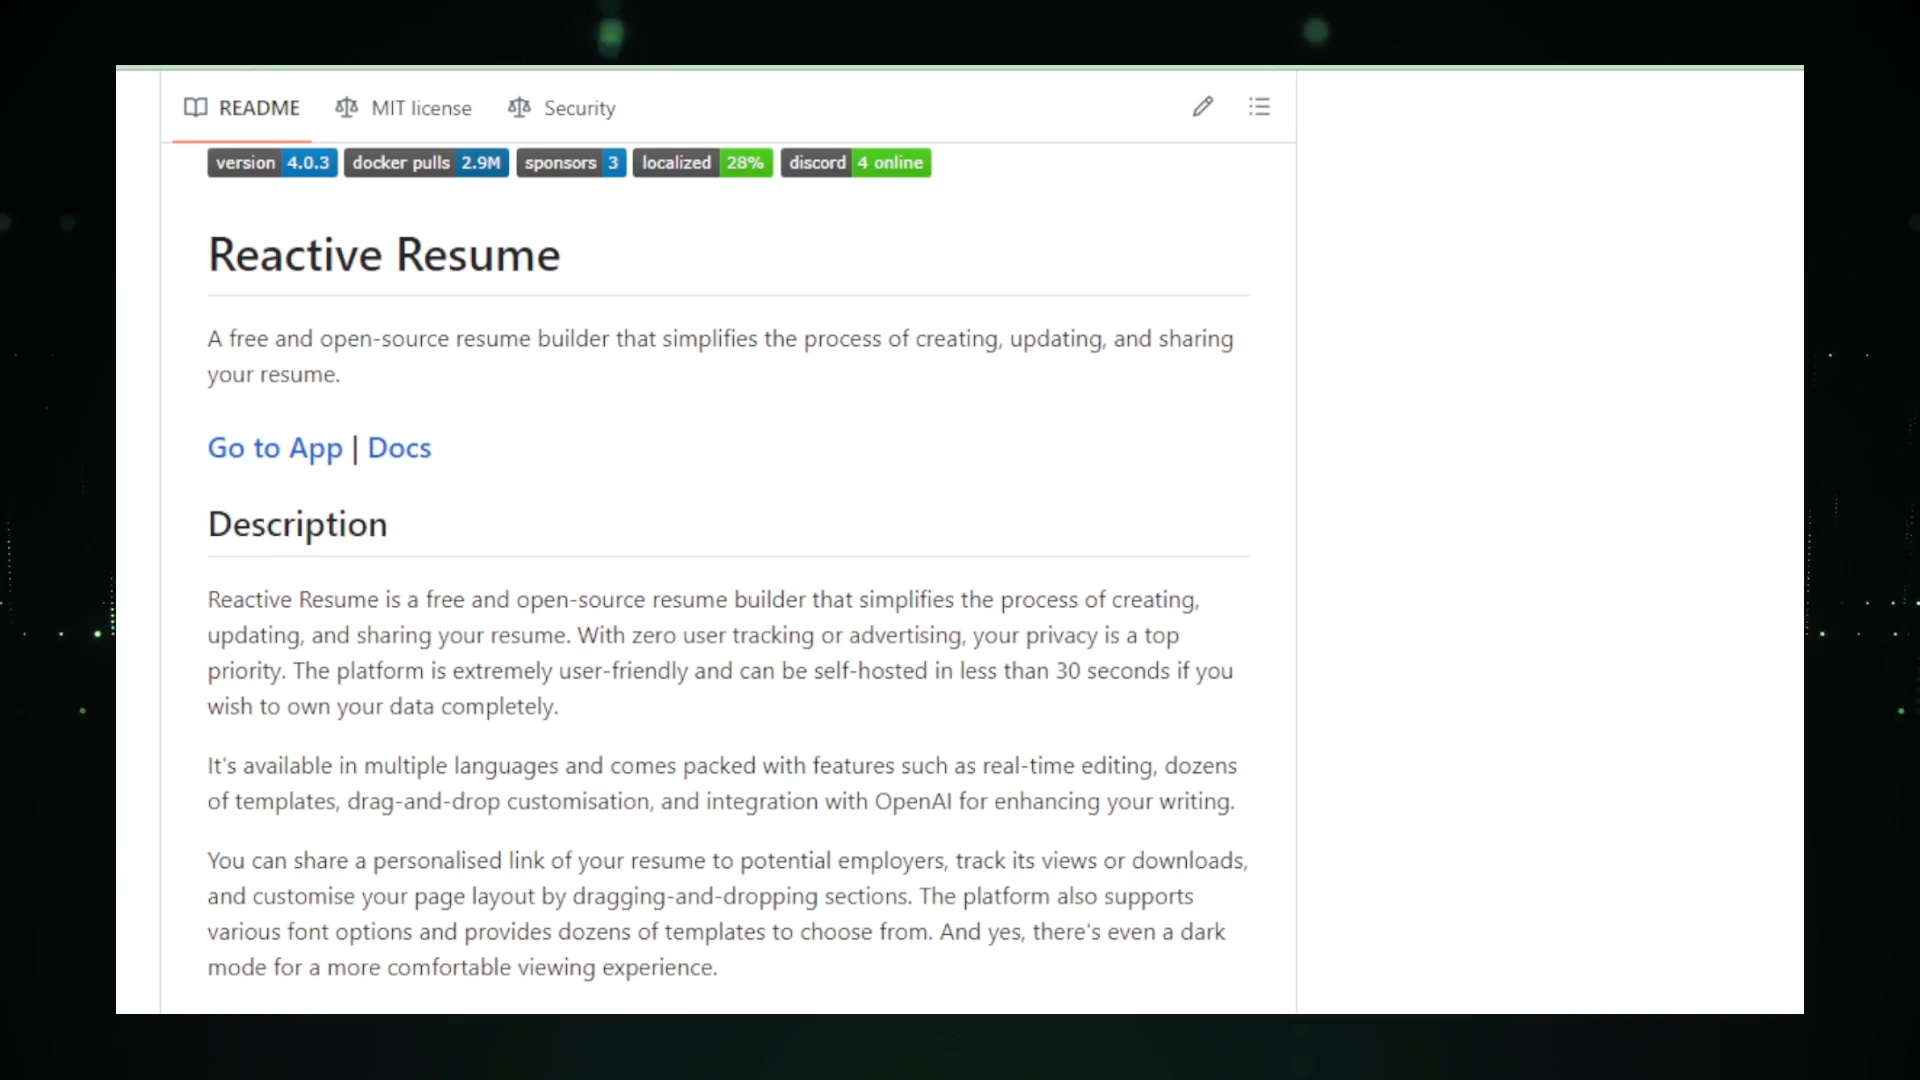 README MIT license Security
version 4.0.3 docker pulls 2.9M sponsors 3 localized 28% discord 4 online
Reactive Resume
A free and open-source resume builder that simplifies the process of creating, updating, and sharing
your resume.
Go to App | Docs
Description
Reactive Resume is a free and open-source resume builder that simplifies the process of creating,
updating, and sharing your resume. With zero user tracking or advertising, your privacy is a top
priority. The platform is extremely user-friendly and can be self-hosted in less than 30 seconds if you
wish to own your data completely.
It's available in multiple languages and comes packed with features such as real-time editing, dozens
of templates, drag-and-drop customisation, and integration with OpenAI for enhancing your writing.
You can share a personalised link of your resume to potential employers, track its views or downloads,
and customise your page layout by dragging-and-dropping sections. The platform also supports
various font options and provides dozens of templates to choose from. And yes, there's even a dark
mode for a more comfortable viewing experience.